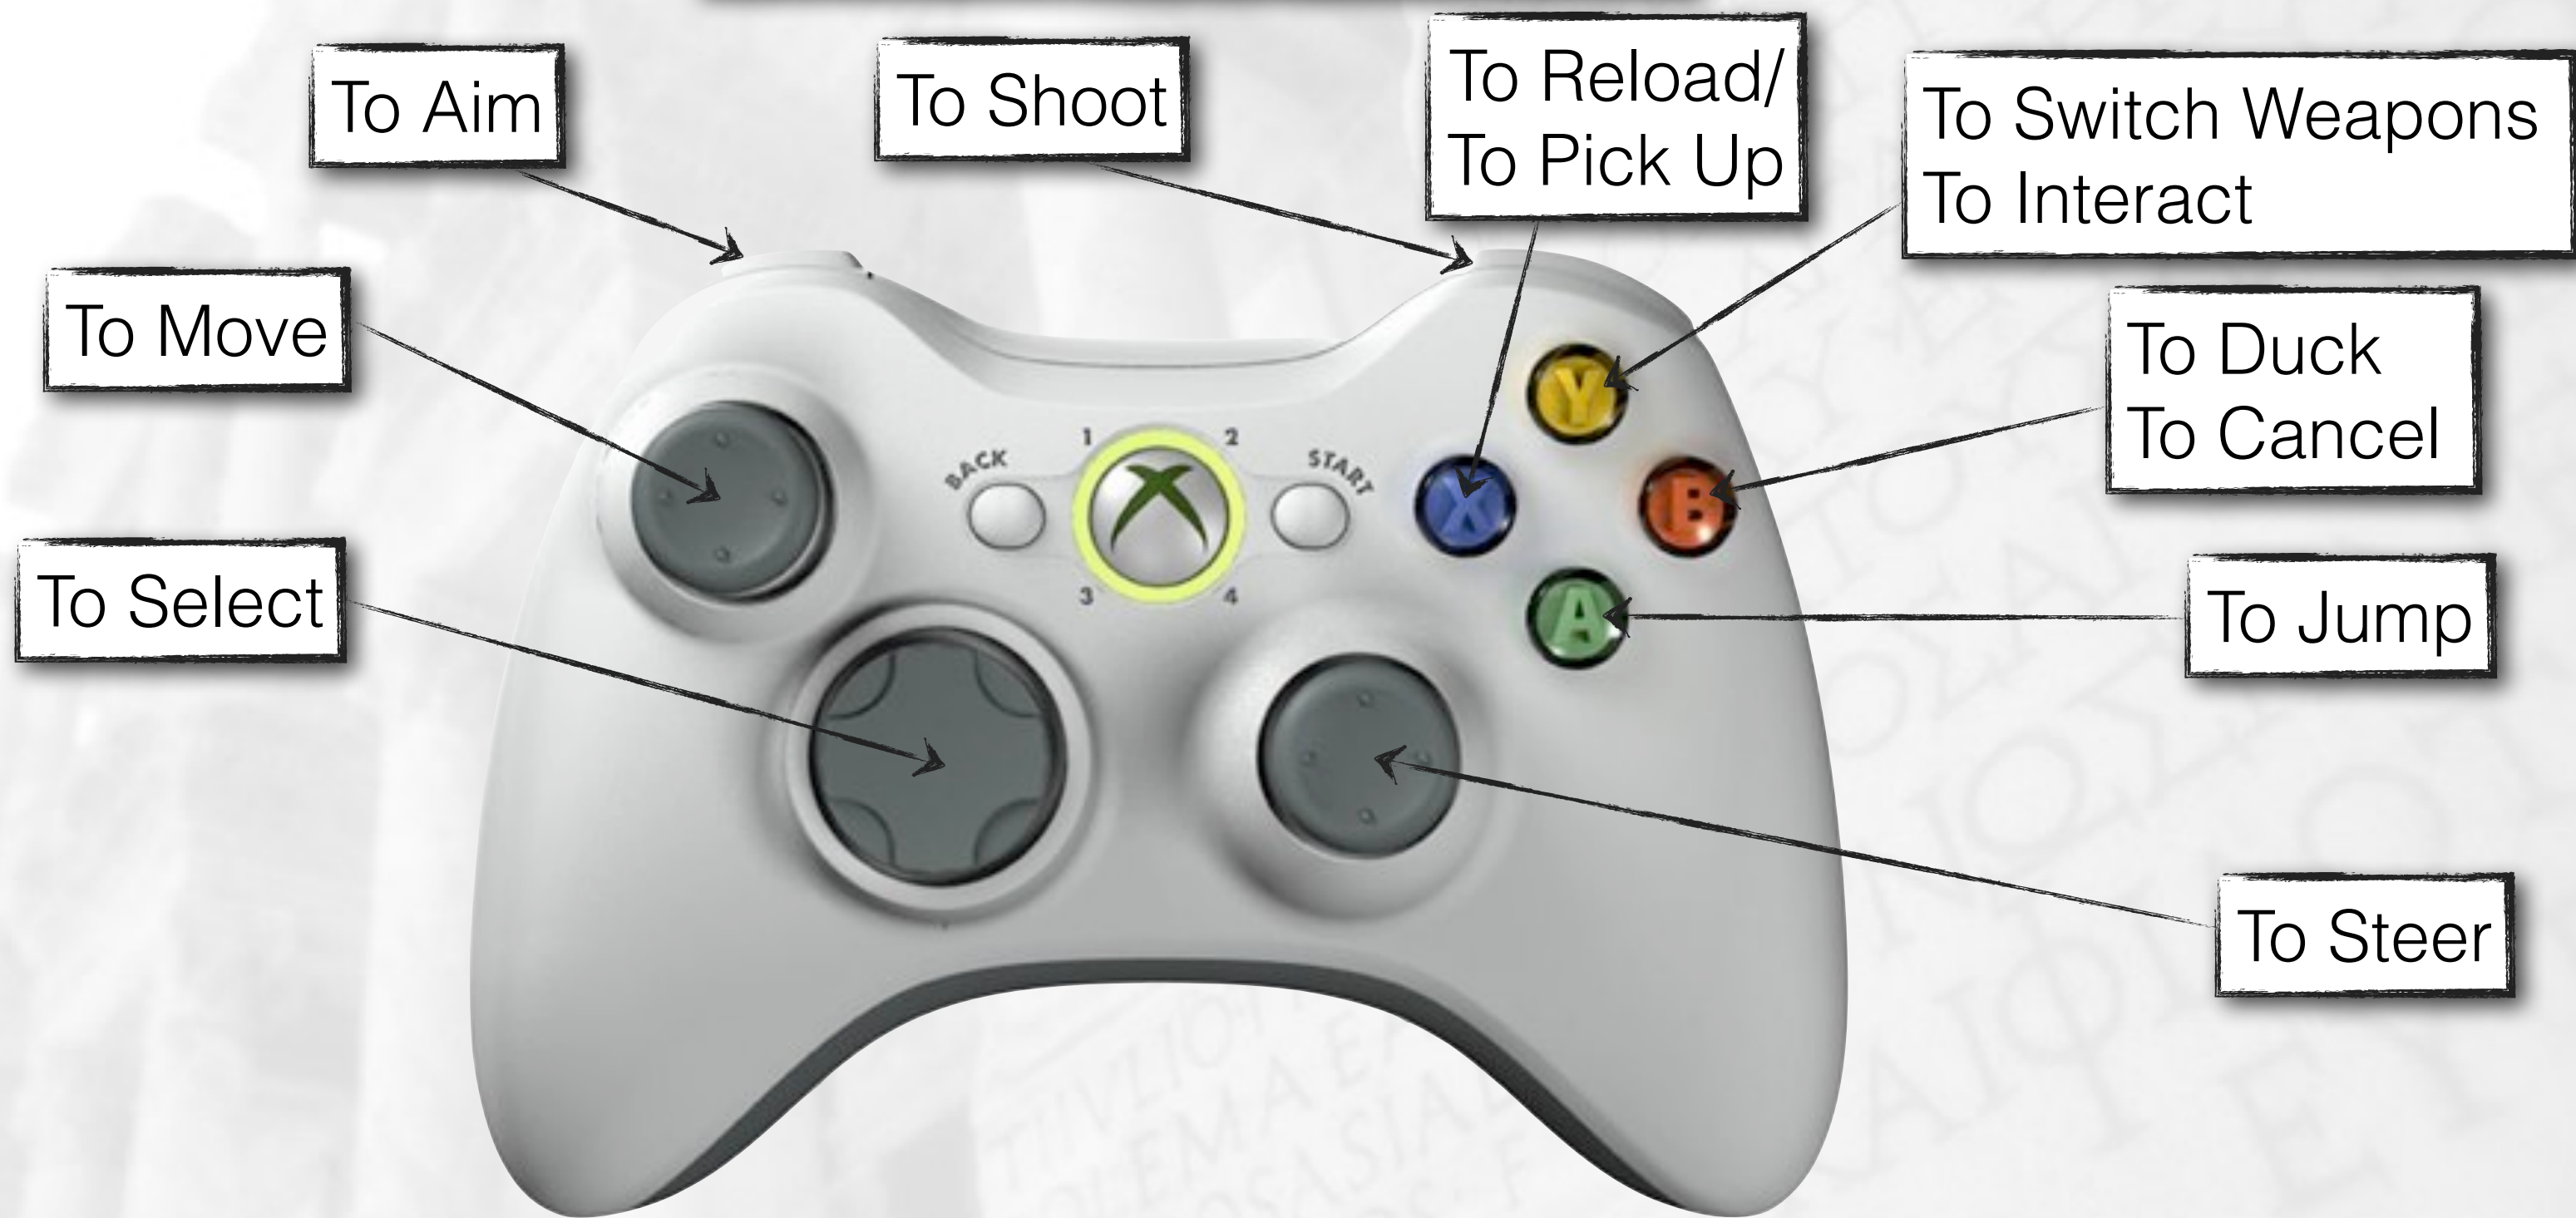 To Aim
To Shoot
To Reload/
To Pick Up
To Switch Weapons
To Interact
To Move
To Duck
To Cancel
To Select
To Jump
To Steer
BACK
START
1
2
3
4
Y
X
B
A